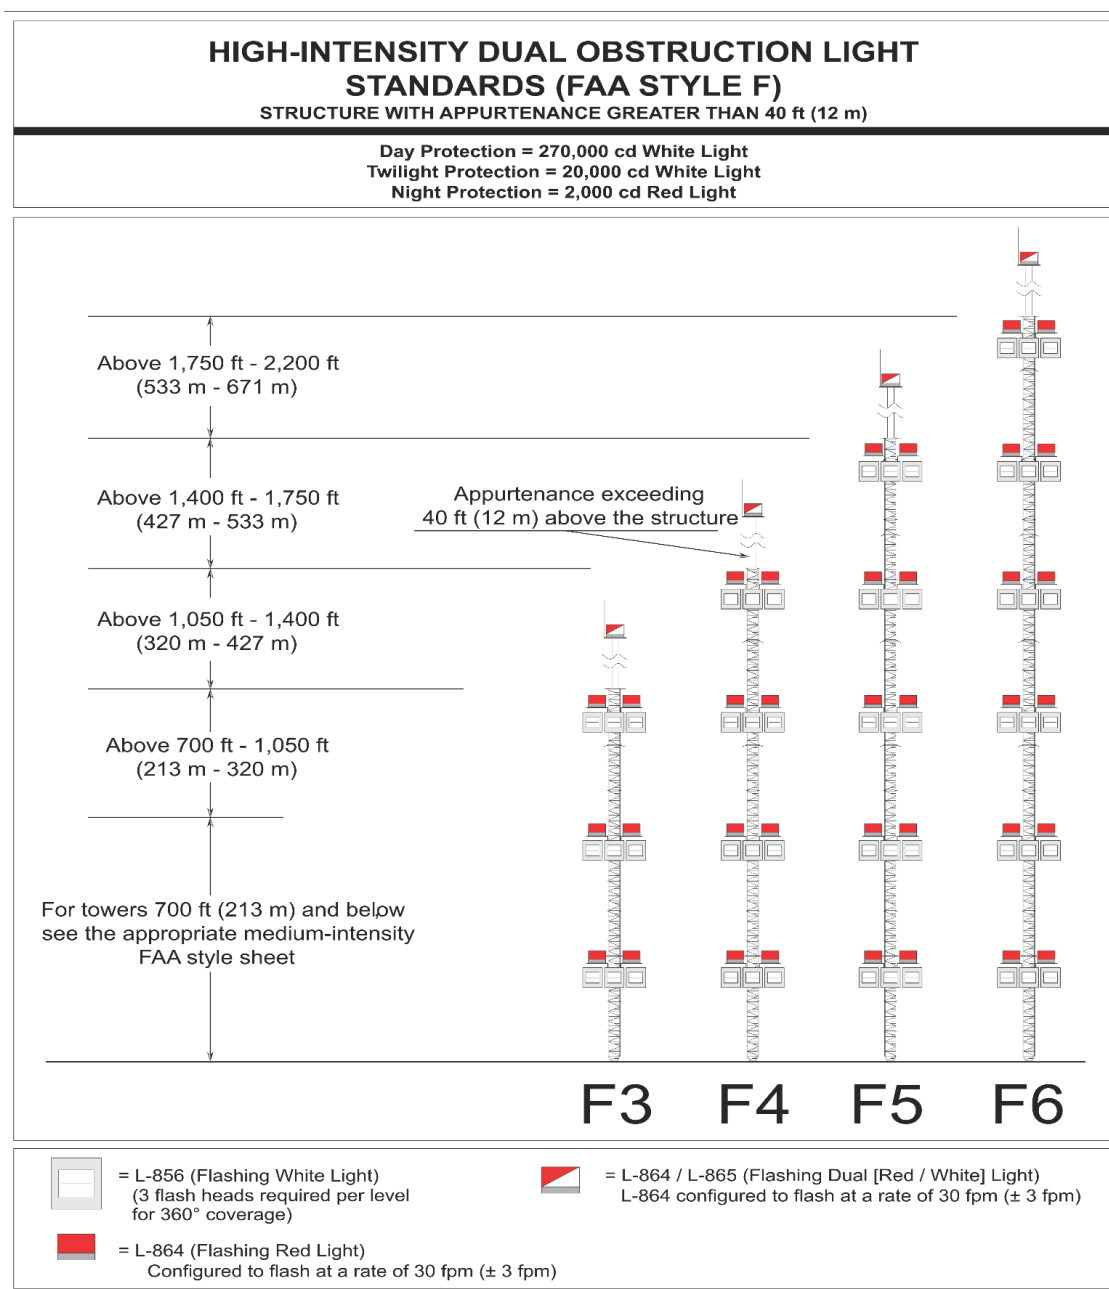 HIGH-INTENSITY DUAL OBSTRUCTION LIGHT
STANDARDS (FAA STYLE F)
STRUCTURE WITH APPURTENANCE GREATER THAN 40 ft (12 m)
Day Protection = 270,000 cd White Light
Twilight Protection = 20,000 cd White Light
Night Protection = 2,000 cd Red Light
Above 1,750 ft - 2,200 ft
(533 m - 671 m)
Above 1,400 ft - 1,750 ft
(427 m - 533 m)
Appurtenance exceeding
40 ft (12 m) above the structure
Above 1,050 ft - 1,400 ft
(320 m - 427 m)
Above 700 ft - 1,050 ft
(213 m - 320 m)
For towers 700 ft (213 m) and below
see the appropriate medium-intensity
FAA style sheet
F3 F4 F5 F6
= L-856 (Flashing White Light)
(3 flash heads required per level
for 360° coverage)
= L-864 (Flashing Red Light)
Configured to flash at a rate of 30 fpm (± 3 fpm)
= L-864 / L-865 (Flashing Dual [Red / White] Light)
L-864 configured to flash at a rate of 30 fpm (± 3 fpm)